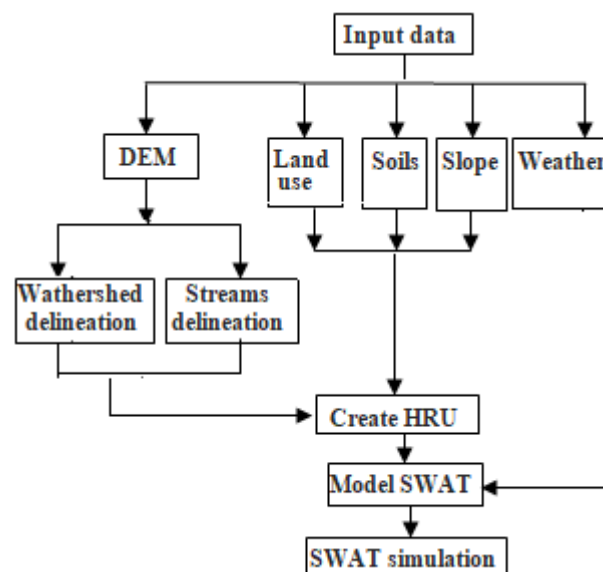 Input data
DEM
Land
use
Soils
Slope
Weather
Wathershed
delineation
Streams
delineation
Create HRU
Model SWAT
SWAT simulation